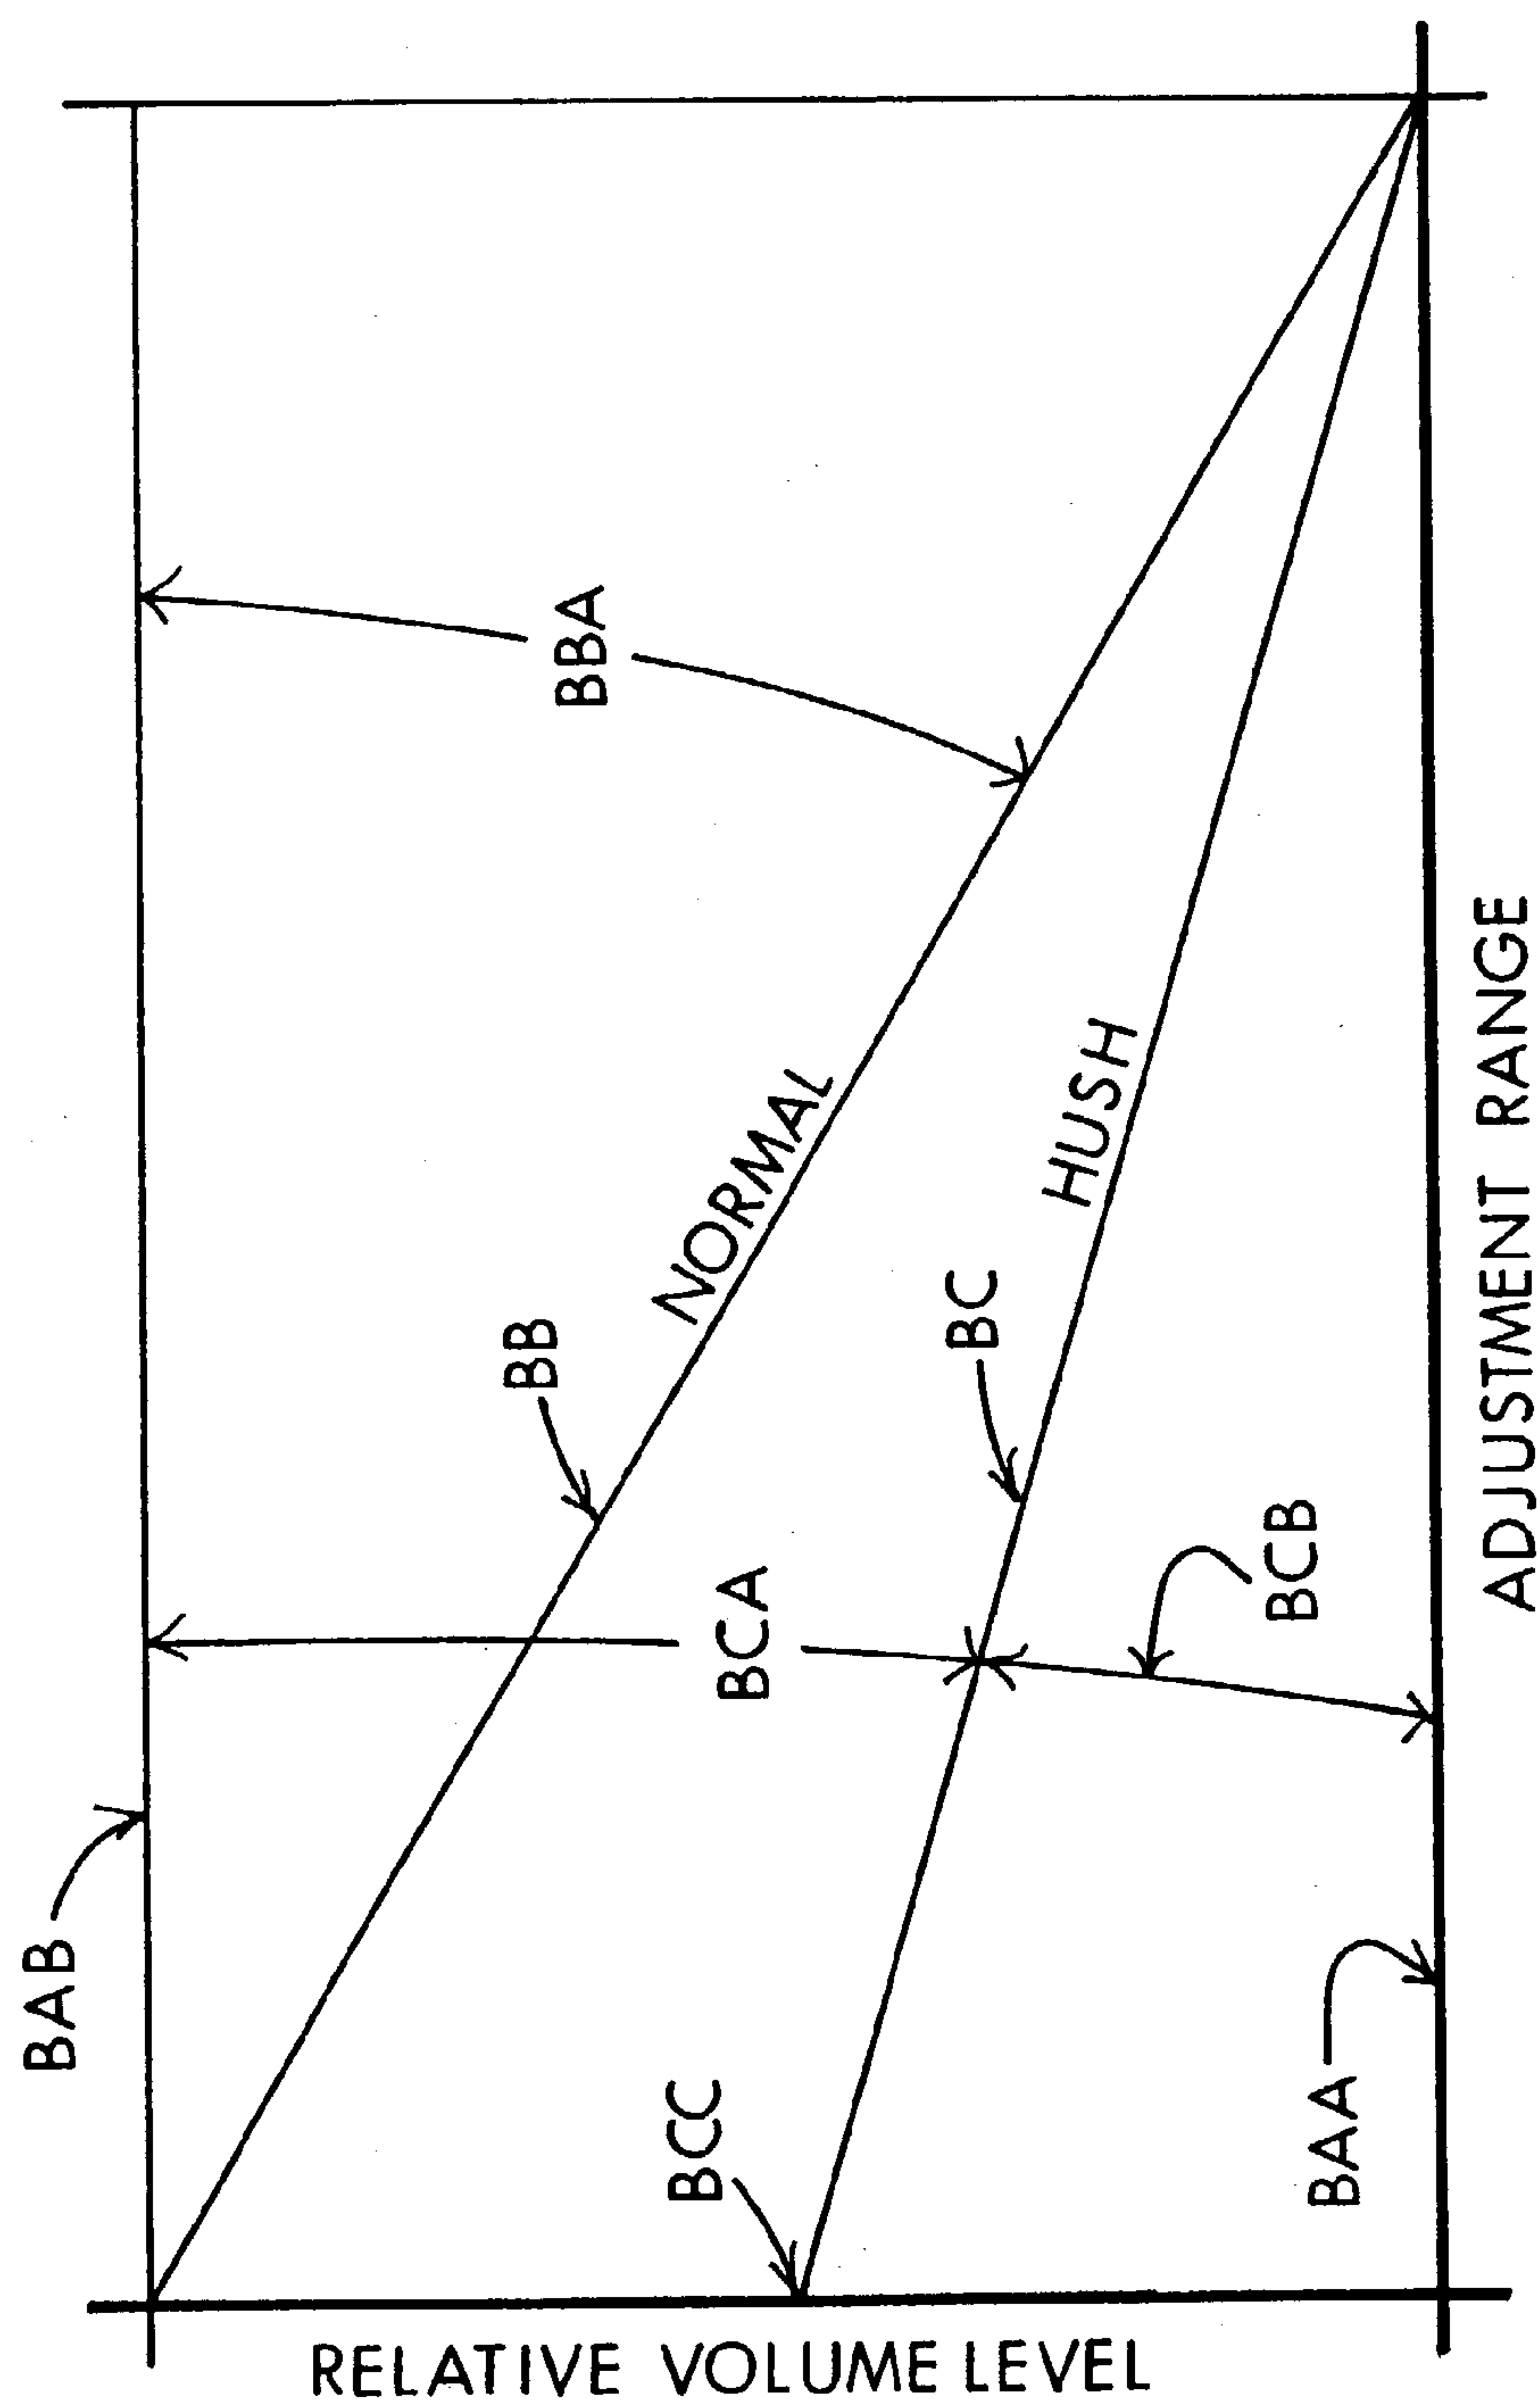 BAB
BBA
BB
NORMAL
BCA
HUSH
BC
BCC
BCB
BAA
ADJUSTMENT RANGE
RELATIVE VOLUME LEVEL